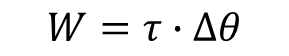 W = τ · Δθ